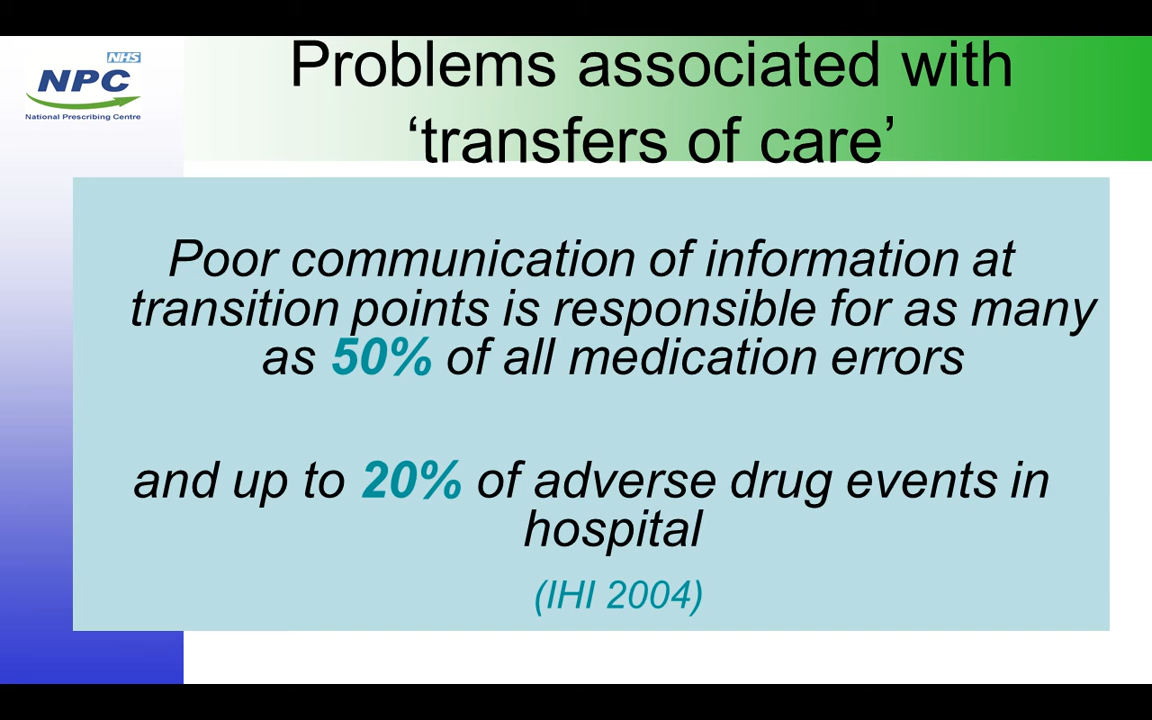 NHS
NPC
National Prescribing Centre
Problems associated with
‘transfers of care’
Poor communication of information at
transition points is responsible for as many
as 50% of all medication errors
and up to 20% of adverse drug events in
hospital
(IHI 2004)